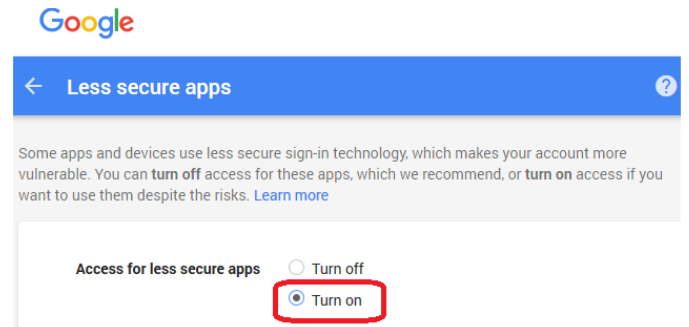 Google
Less secure apps
Some apps and devices use less secure sign-in technology, which makes your account more
vulnerable. You can turn off access for these apps, which we recommend, or turn on access if you
want to use them despite the risks. Learn more
Access for less secure apps
Turn off
Turn on